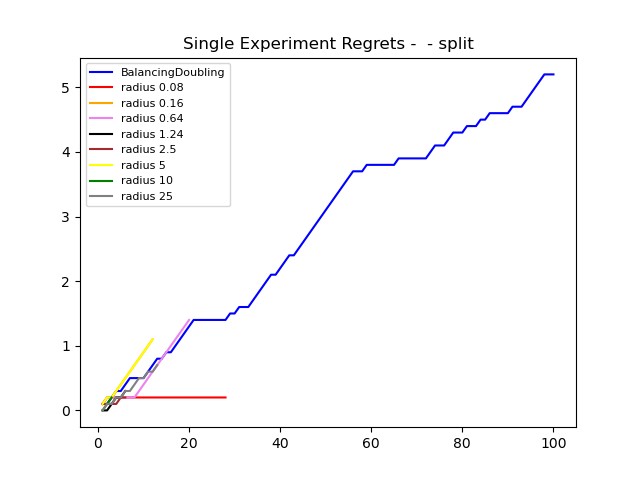 Single Experiment Regrets -  - split
BalancingDoubling
radius 0.08
radius 0.16
radius 0.64
radius 1.24
radius 2.5
radius 5
radius 10
radius 25
5
4
3
2
1
0
0 20 40 60 80 100